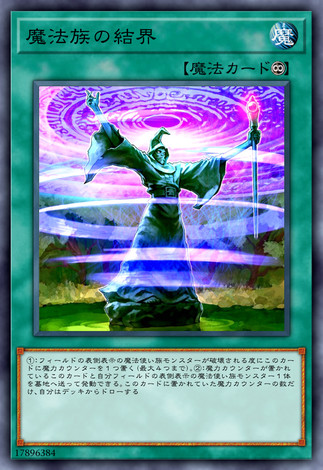 魔法族の結界
魔
【魔法カード♾】
①:フィールドの表側表示の魔法使い族モンスターが破壊される度にこのカー
ドに魔力カウンターを1つ置く(最大4つまで)。②:魔力カウンターが置かれ
ているこのカードと自分フィールドの表側表示の魔法使い族モンスター1体
を墓地へ送って発動できる。このカードに置かれていた魔力カウンターの数だ
け、自分はデッキからドローする
17896384